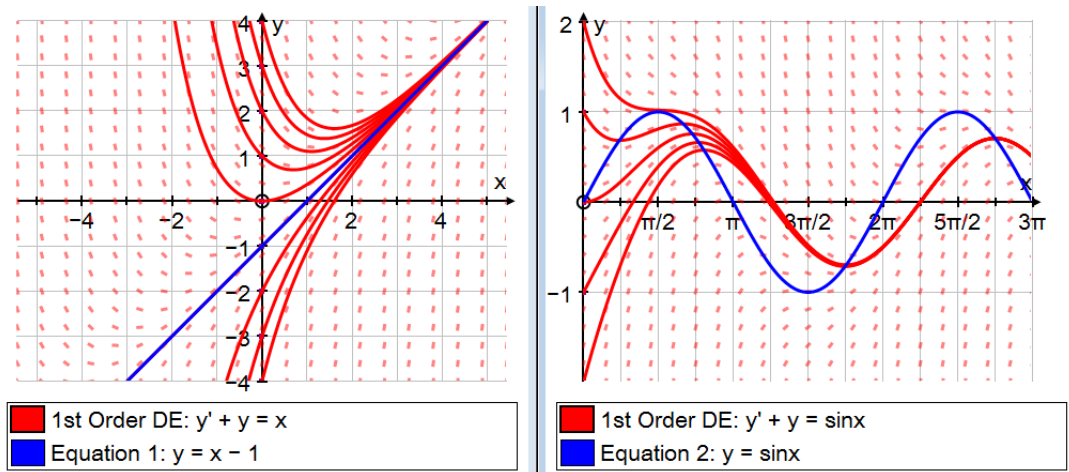 4 y
3
2
1
x
−4 −2 2 4
−1
−2
−3
−4
1st Order DE: y' + y = x
Equation 1: y = x − 1
2 y
1
x
π/2 π 3π/2 2π 5π/2 3π
−1
1st Order DE: y' + y = sinx
Equation 2: y = sinx